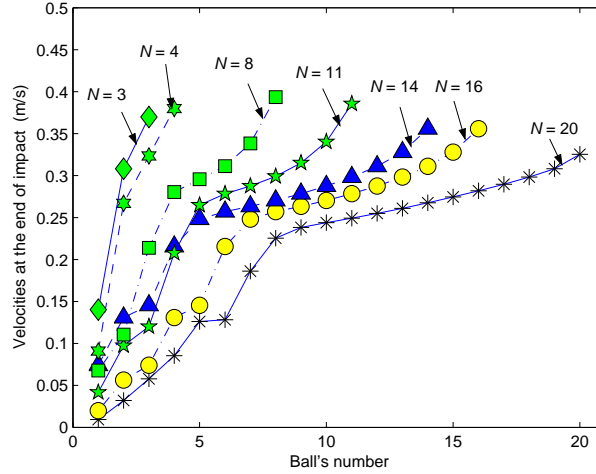 0.5
0.45
0.4
0.35
0.3
0.25
0.2
0.15
0.1
0.05
0
Velocities at the end of impact (m/s)
N = 3
N = 4
N = 8
N = 11
N = 14
N = 16
N = 20
0 5 10 15 20
Ball's number